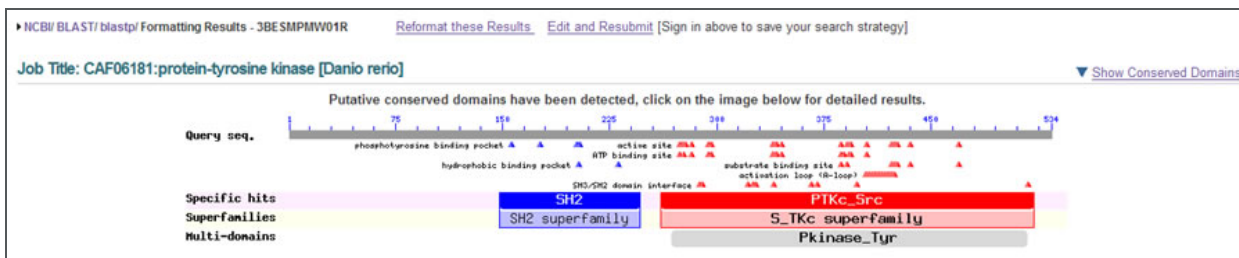 NCBI/ BLAST/ blastp/ Formatting Results - 3BESMPMW01R Reformat these Results Edit and Resubmit [Sign in above to save your search strategy]
Job Title: CAF06181:protein-tyrosine kinase [Danio rerio]
Show Conserved Domains
Putative conserved domains have been detected, click on the image below for detailed results.
1 75 150 225 300 375 450 534
Query seq.
phosphotyrosine binding pocket active site
ATP binding site
hydrophobic binding pocket substrate binding site
activation loop (A-loop)
SH3/SH2 domain interface
Specific hits SH2 PTKc_Src
Superfamilies SH2 superfamily S_TKc superfamily
Multi-domains Pkinase_Tyr